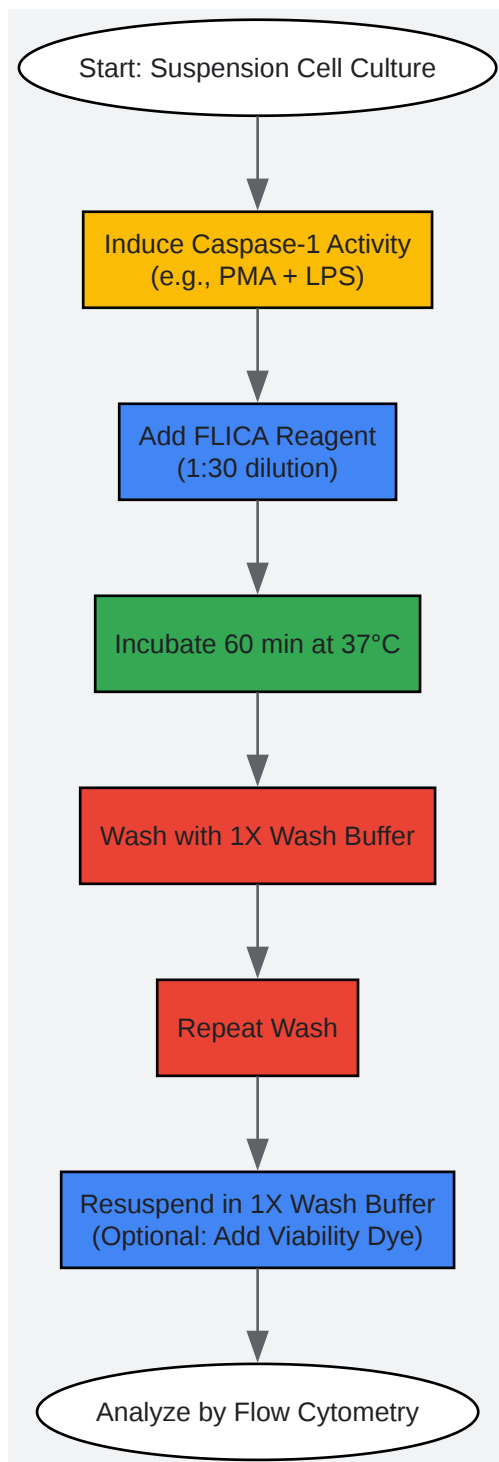 Start: Suspension Cell Culture
Induce Caspase-1 Activity
(e.g., PMA + LPS)
Add FLICA Reagent
(1:30 dilution)
Incubate 60 min at 37°C
Wash with 1X Wash Buffer
Repeat Wash
Resuspend in 1X Wash Buffer
(Optional: Add Viability Dye)
Analyze by Flow Cytometry